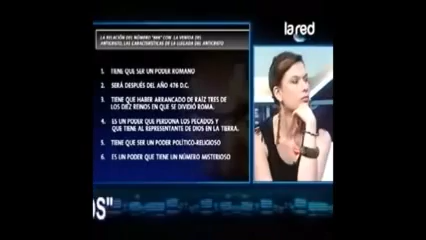 la red
LA RELACIÓN DEL NÚMERO "666" CON LA VENIDA DEL
ANTICRISTO, LAS CARACTERÍSTICAS DE LA LLEGADA DEL ANTICRISTO
1. TIENE QUE SER UN PODER ROMANO
2. SERÁ DESPUÉS DEL AÑO 476 D.C.
3. TIENE QUE HABER ARRANCADO DE RAÍZ TRES DE
LOS DIEZ REINOS EN QUE SE DIVIDIÓ ROMA.
4. ES UN PODER QUE PERDONA LOS PECADOS Y
QUE TIENE AL REPRESENTANTE DE DIOS EN LA TIERRA.
5. TIENE QUE SER UN PODER POLÍTICO-RELIGIOSO
6. ES UN PODER QUE TIENE UN NÚMERO MISTERIOSO
OS"